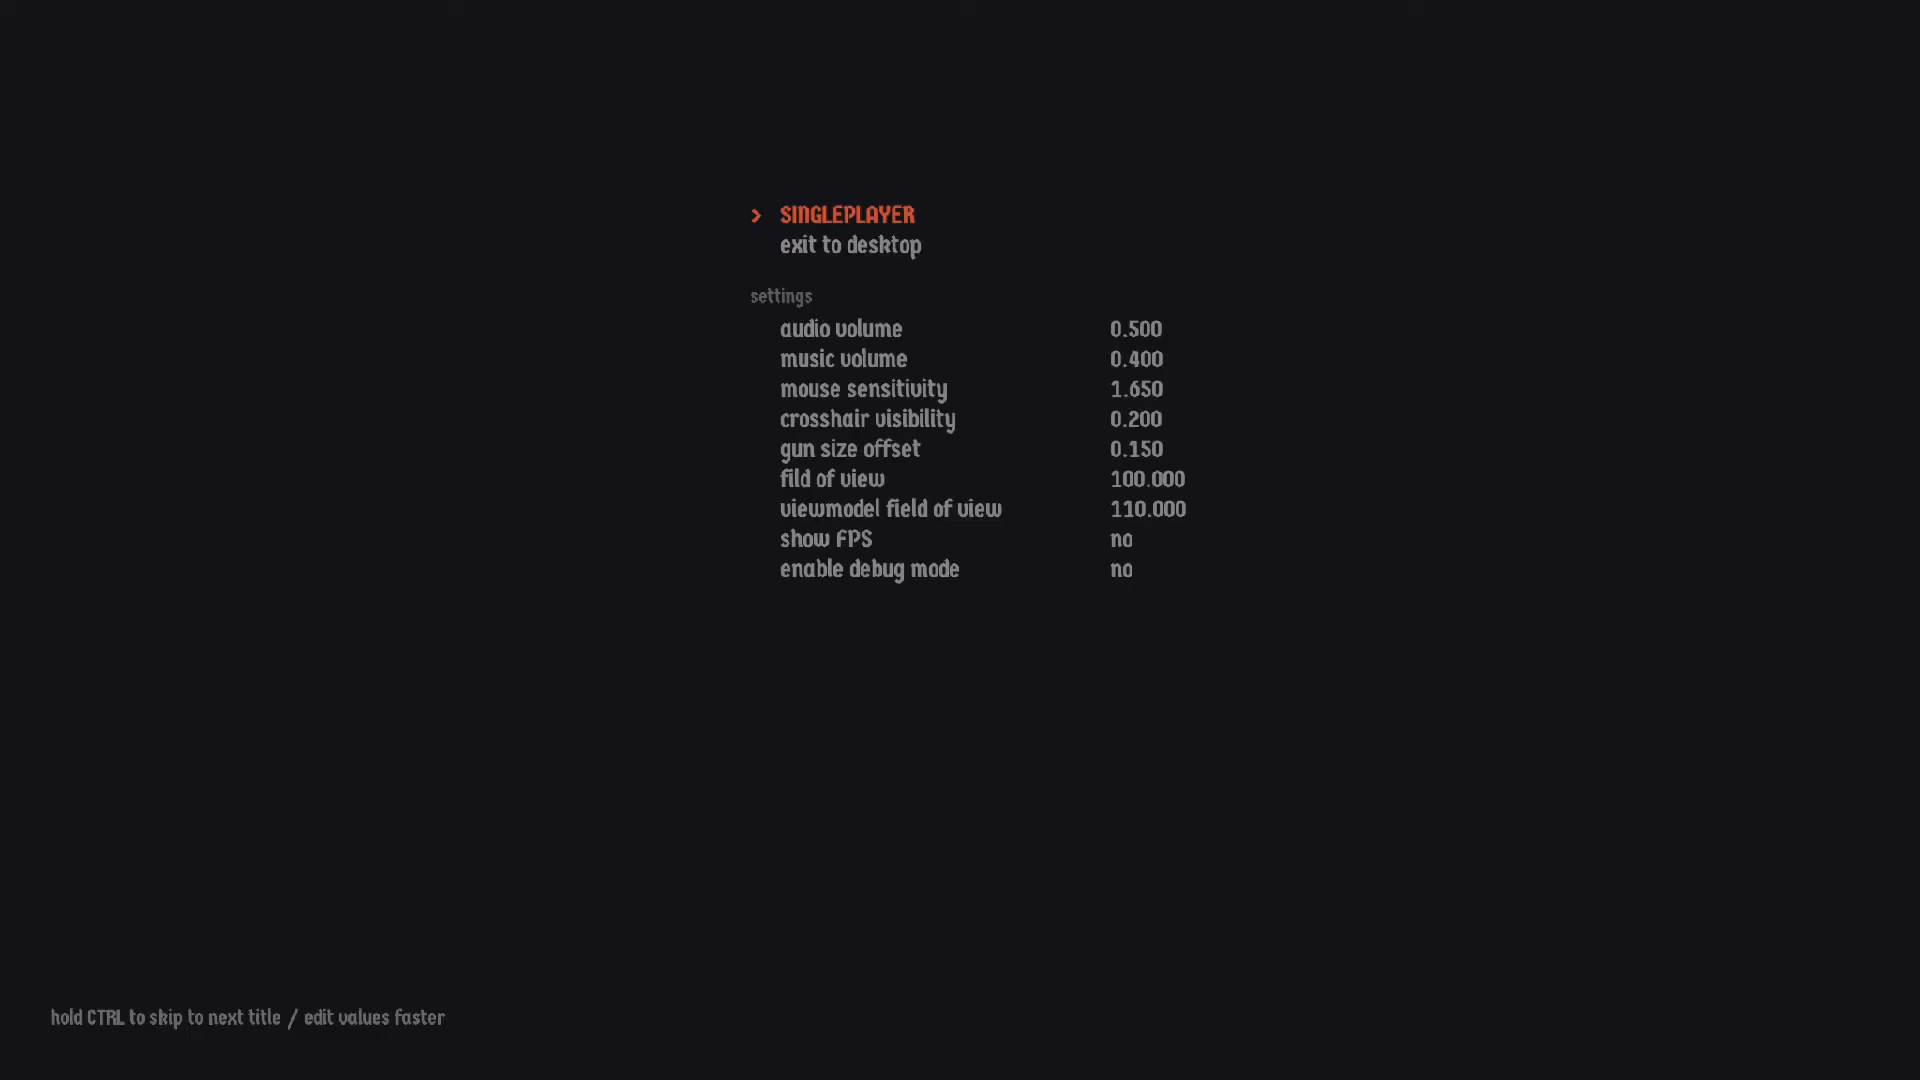 > SINGLEPLAYER
exit to desktop
settings
audio volume 0.500
music volume 0.400
mouse sensitivity 1.650
crosshair visibility 0.200
gun size offset 0.150
fild of view 100.000
viewmodel field of view 110.000
show FPS no
enable debug mode no
hold CTRL to skip to next title / edit values faster